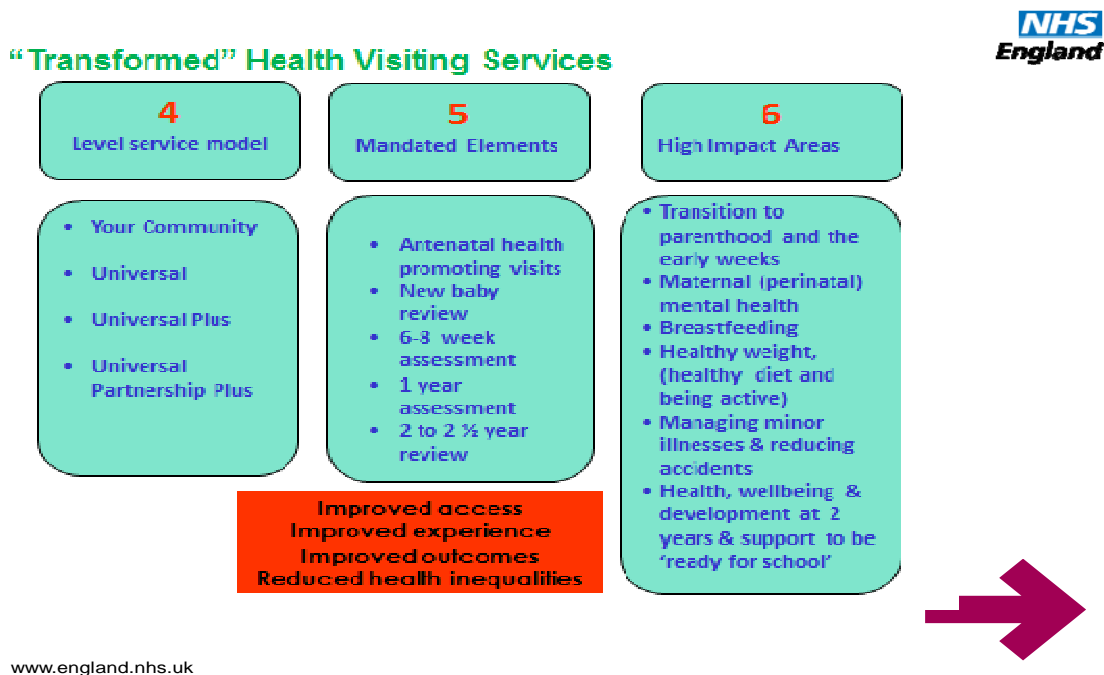 NHS
England
“Transformed” Health Visiting Services
4
Level service model
• Your Community
• Universal
• Universal Plus
• Universal
Partnership Plus
5
Mandated Elements
• Antenatal health
promoting visits
• New baby
review
• 6-8 week
assessment
• 1 year
assessment
• 2 to 2 ½ year
review
6
High Impact Areas
• Transition to
parenthood and the
early weeks
• Maternal (perinatal)
mental health
• Breastfeeding
• Healthy weight,
(healthy diet and
being active)
• Managing minor
illnesses & reducing
accidents
• Health, wellbeing &
development at 2
years & support to be
‘ready for school’
Improved access
Improved experience
Improved outcomes
Reduced health inequalities
www.england.nhs.uk